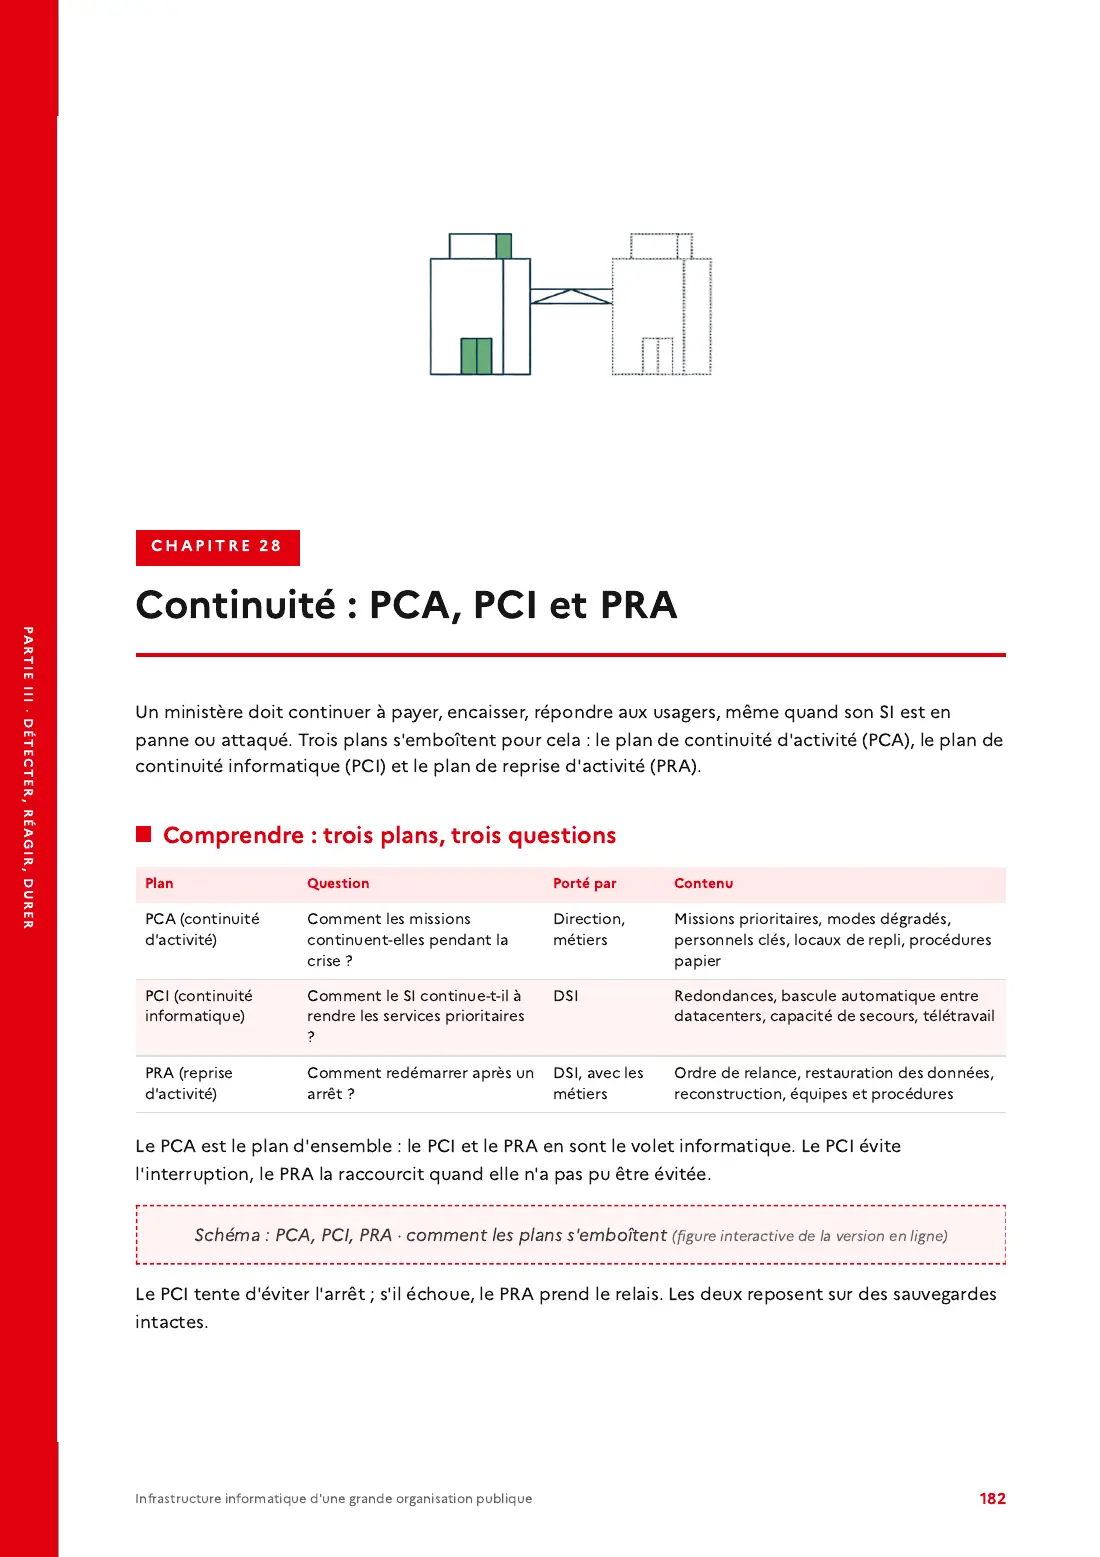 PARTIE III · DÉTECTER, RÉAGIR, DURER
CHAPITRE 28
Continuité : PCA, PCI et PRA
Un ministère doit continuer à payer, encaisser, répondre aux usagers, même quand son SI est en
panne ou attaqué. Trois plans s'emboîtent pour cela : le plan de continuité d'activité (PCA), le plan de
continuité informatique (PCI) et le plan de reprise d'activité (PRA).
Comprendre : trois plans, trois questions
Plan Question Porté par Contenu
PCA (continuité Comment les missions Direction, Missions prioritaires, modes dégradés,
d'activité) continuent-elles pendant la métiers personnels clés, locaux de repli, procédures
crise ? papier
PCI (continuité Comment le SI continue-t-il à DSI Redondances, bascule automatique entre
informatique) rendre les services prioritaires datacenters, capacité de secours, télétravail
?
PRA (reprise Comment redémarrer après un DSI, avec les Ordre de relance, restauration des données,
d'activité) arrêt ? métiers reconstruction, équipes et procédures
Le PCA est le plan d'ensemble : le PCI et le PRA en sont le volet informatique. Le PCI évite
l'interruption, le PRA la raccourcit quand elle n'a pas pu être évitée.
Schéma : PCA, PCI, PRA · comment les plans s'emboîtent (figure interactive de la version en ligne)
Le PCI tente d'éviter l'arrêt ; s'il échoue, le PRA prend le relais. Les deux reposent sur des sauvegardes
intactes.
Infrastructure informatique d'une grande organisation publique 182